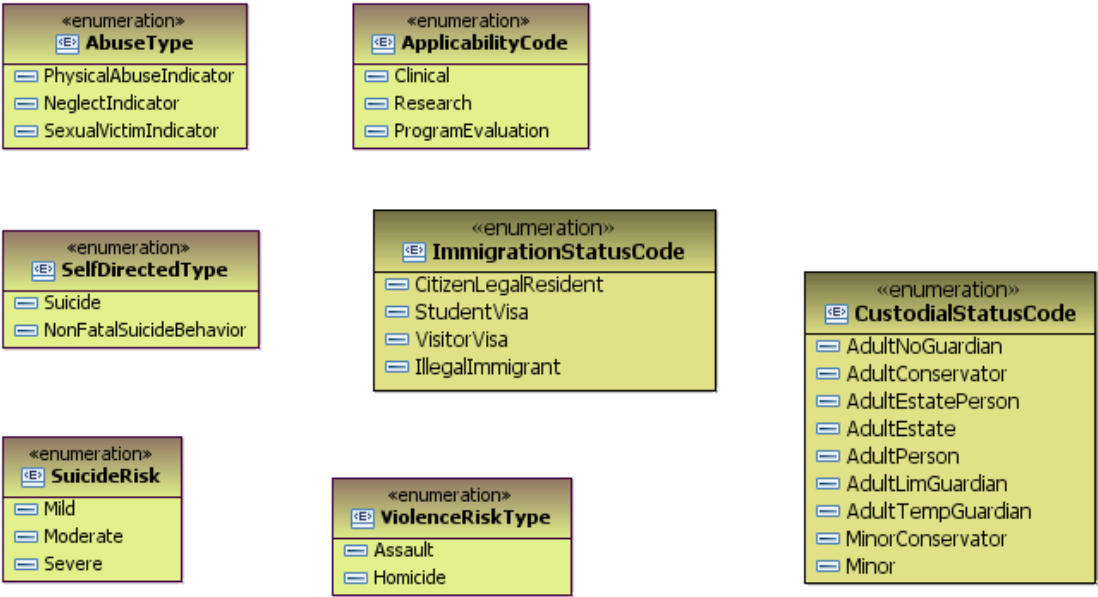 «enumeration»
AbuseType
PhysicalAbuseIndicator
NeglectIndicator
SexualVictimIndicator
«enumeration»
ApplicabilityCode
Clinical
Research
ProgramEvaluation
«enumeration»
SelfDirectedType
Suicide
NonFatalSuicideBehavior
«enumeration»
ImmigrationStatusCode
CitizenLegalResident
StudentVisa
VisitorVisa
IllegalImmigrant
«enumeration»
CustodialStatusCode
AdultNoGuardian
AdultConservator
AdultEstatePerson
AdultEstate
AdultPerson
AdultLimGuardian
AdultTempGuardian
MinorConservator
Minor
«enumeration»
SuicideRisk
Mild
Moderate
Severe
«enumeration»
ViolenceRiskType
Assault
Homicide